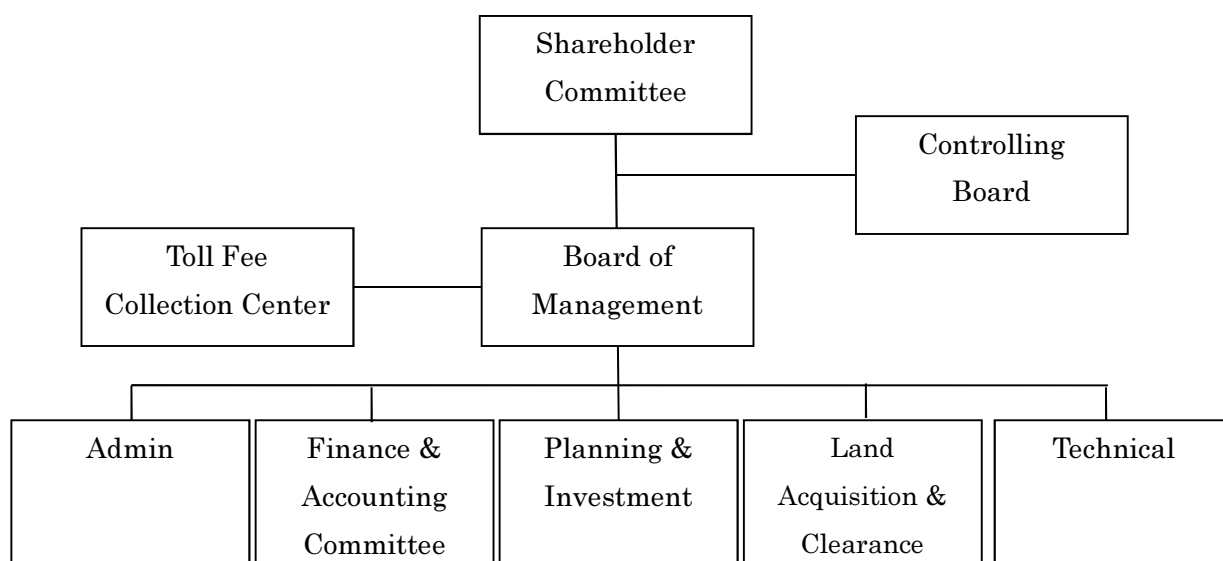 Shareholder
Committee
Controlling
Board
Toll Fee
Collection Center
Board of
Management
Admin
Finance &
Accounting
Committee
Planning &
Investment
Land
Acquisition &
Clearance
Technical